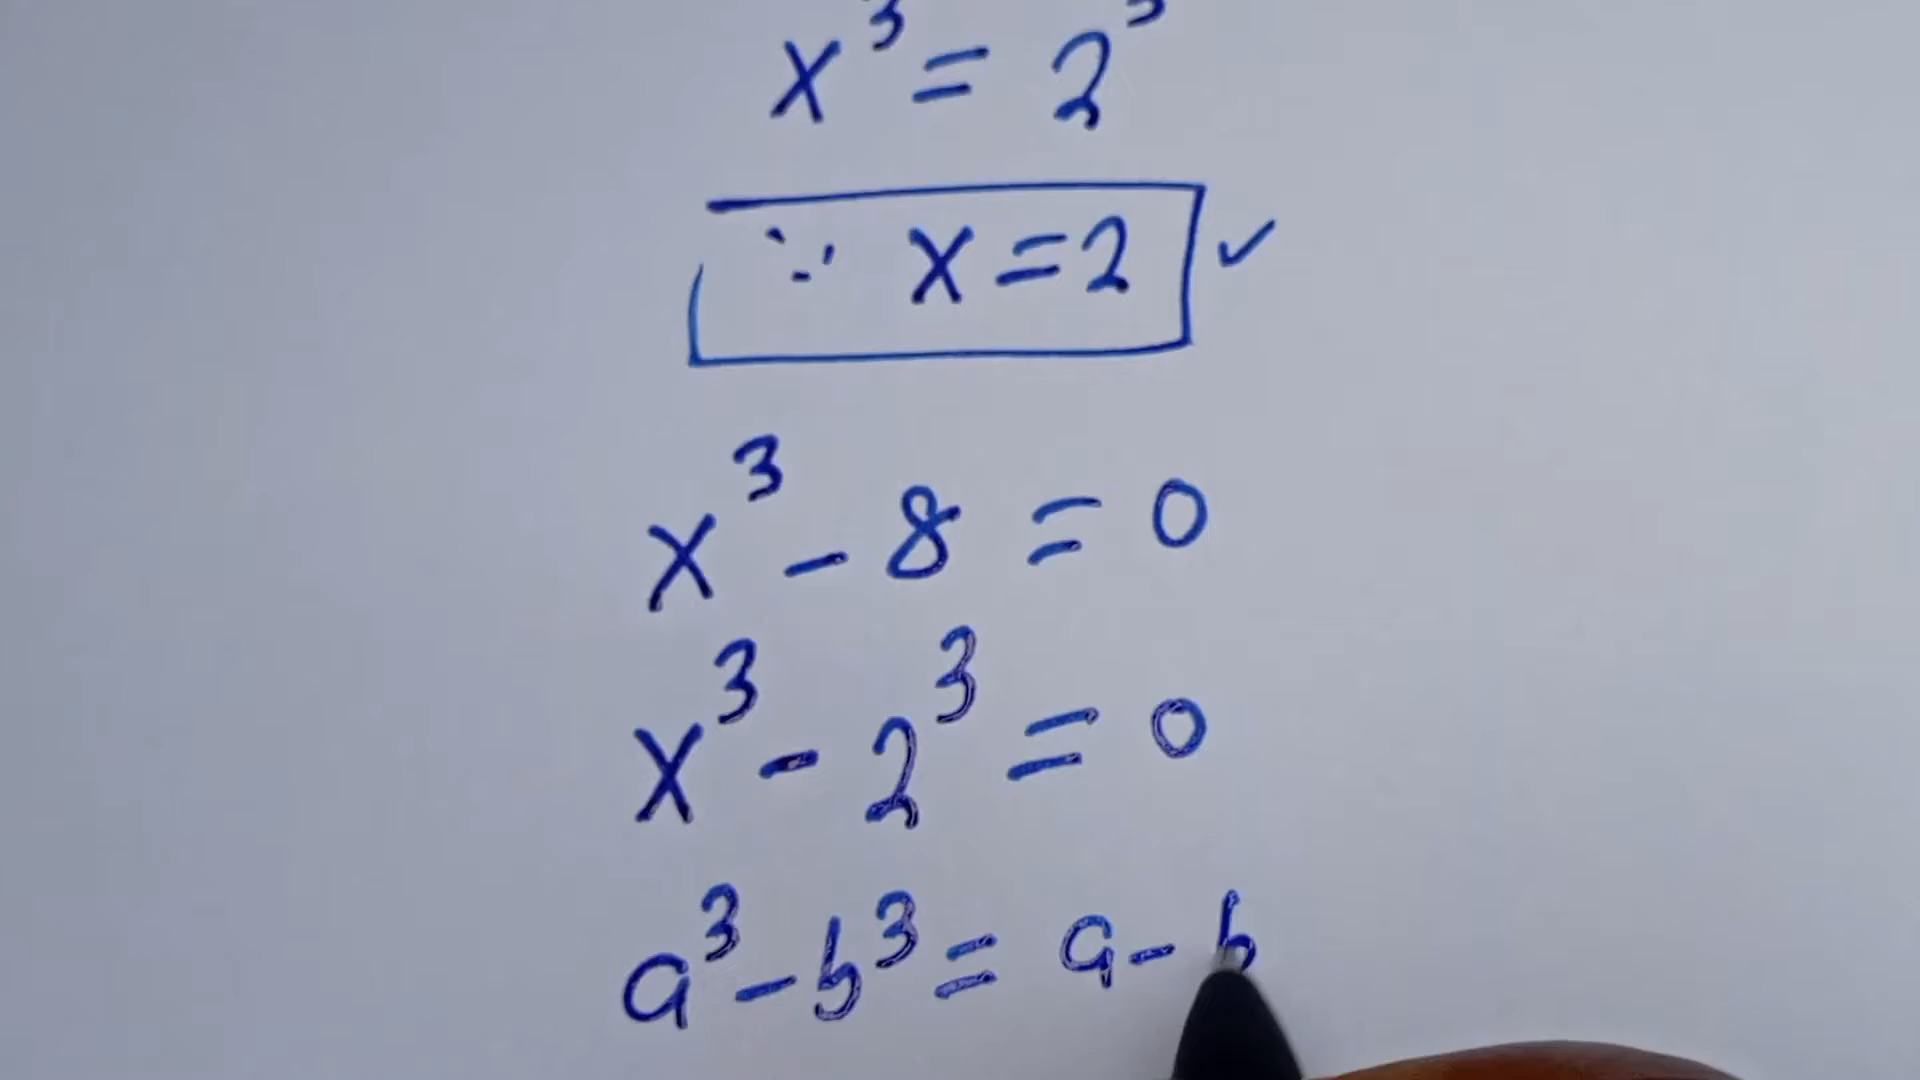 x³ = 2³
∵ x = 2 ✓
x³ - 8 = 0
x³ - 2³ = 0
a³ - b³ = a - b